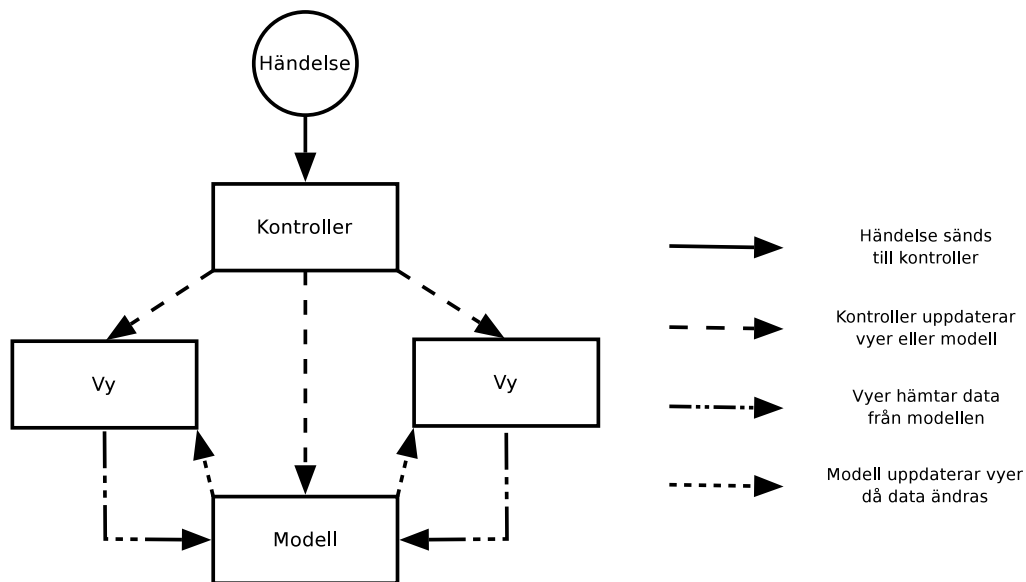 Händelse
Kontroller
Vy
Vy
Modell
Händelse sänds
till kontroller
Kontroller uppdaterar
vyer eller modell
Vyer hämtar data
från modellen
Modell uppdaterar vyer
då data ändras